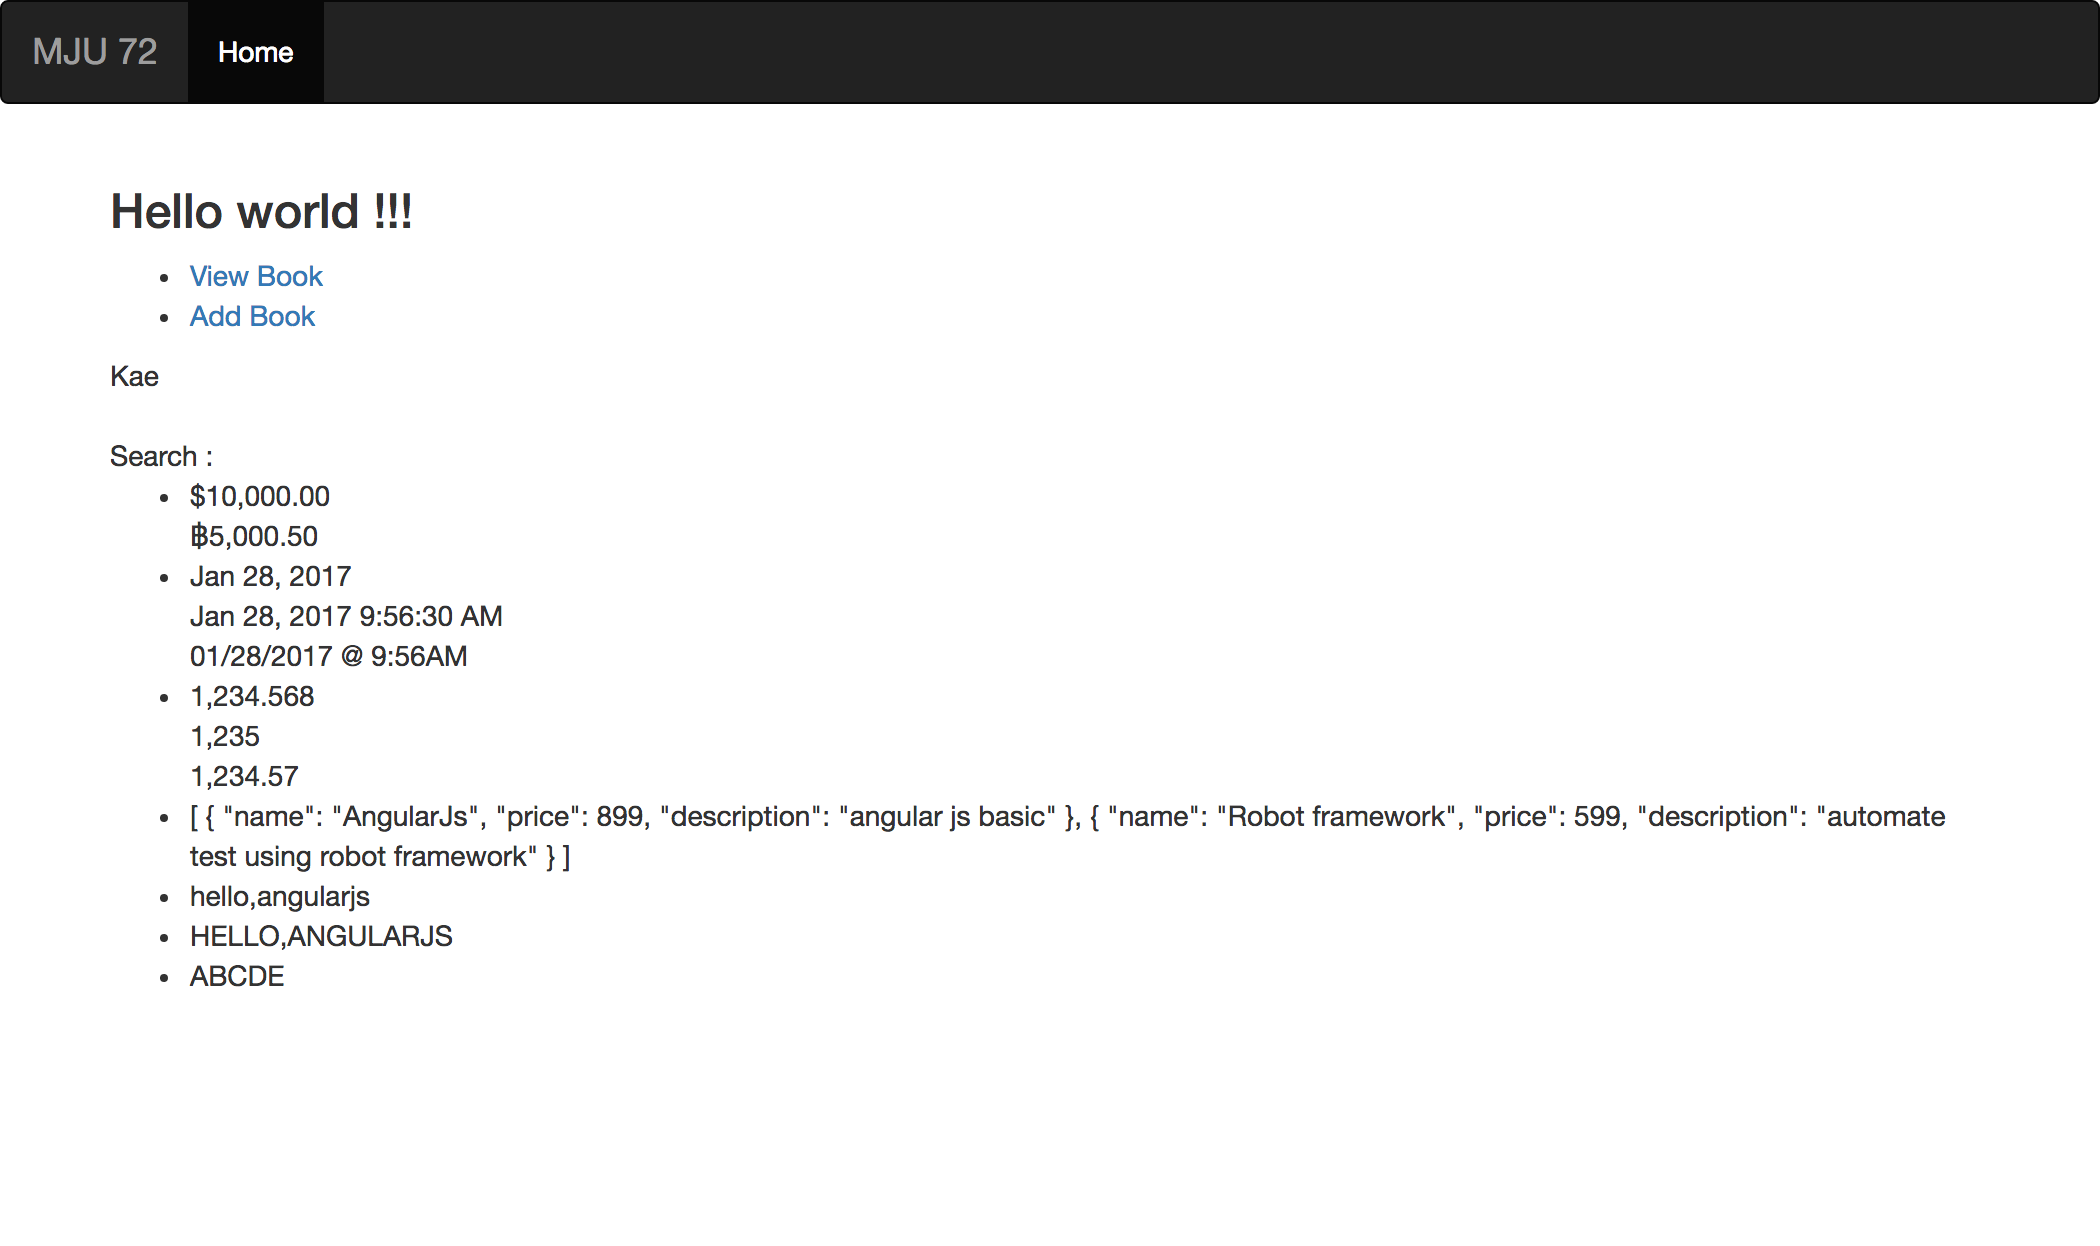 MJU 72 Home
Hello world !!!
View Book
Add Book
Kae
Search :
$10,000.00
฿5,000.50
Jan 28, 2017
Jan 28, 2017 9:56:30 AM
01/28/2017 @ 9:56AM
1,234.568
1,235
1,234.57
[ { "name": "AngularJs", "price": 899, "description": "angular js basic" }, { "name": "Robot framework", "price": 599, "description": "automate
test using robot framework" } ]
hello,angularjs
HELLO,ANGULARJS
ABCDE